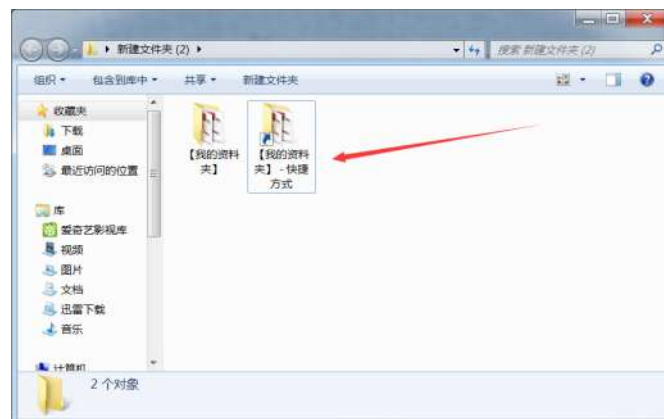 新建文件夹 (2)
搜索 新建文件夹 (2)
组织 包含到库中 共享 新建文件夹
收藏夹
下载
桌面
最近访问的位置
库
爱奇艺影视库
视频
图片
文档
迅雷下载
音乐
计算机
【我的资料
夹】
【我的资料
夹】 - 快捷
方式
2 个对象